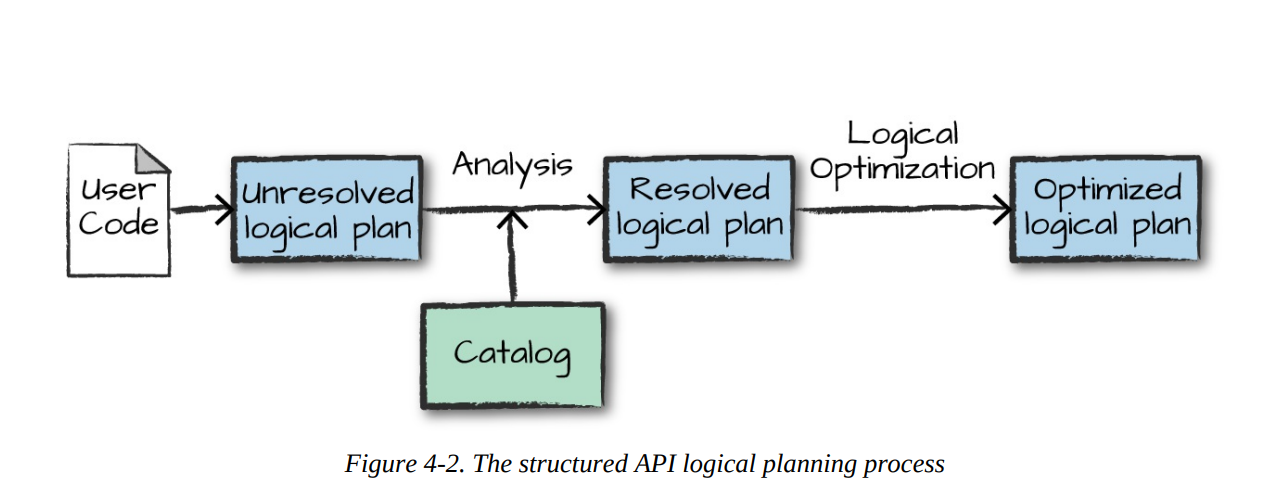 User
Code
Unresolved
logical plan
Analysis
Resolved
logical plan
Logical
Optimization
Optimized
logical plan
Catalog
Figure 4-2. The structured API logical planning process